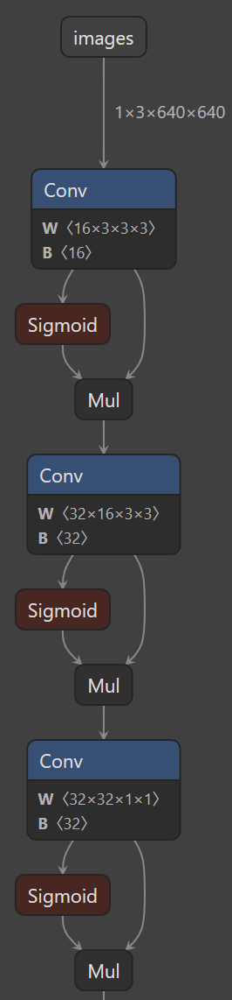 images
1×3×640×640
Conv
W 〈16×3×3×3〉
B 〈16〉
Sigmoid
Mul
Conv
W 〈32×16×3×3〉
B 〈32〉
Sigmoid
Mul
Conv
W 〈32×32×1×1〉
B 〈32〉
Sigmoid
Mul